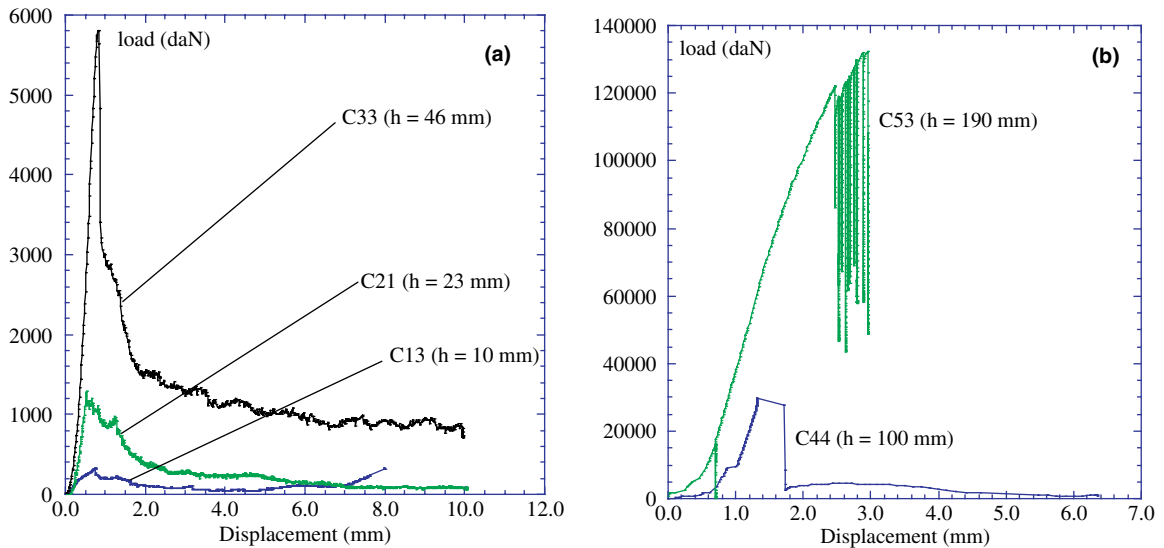 6000
5000
4000
3000
2000
1000
0
load (daN)
(a)
C33 (h = 46 mm)
C21 (h = 23 mm)
C13 (h = 10 mm)
0.0 2.0 4.0 6.0 8.0 10.0 12.0
Displacement (mm)
140000
120000
100000
80000
60000
40000
20000
0
load (daN)
(b)
C53 (h = 190 mm)
C44 (h = 100 mm)
0.0 1.0 2.0 3.0 4.0 5.0 6.0 7.0
Displacement (mm)